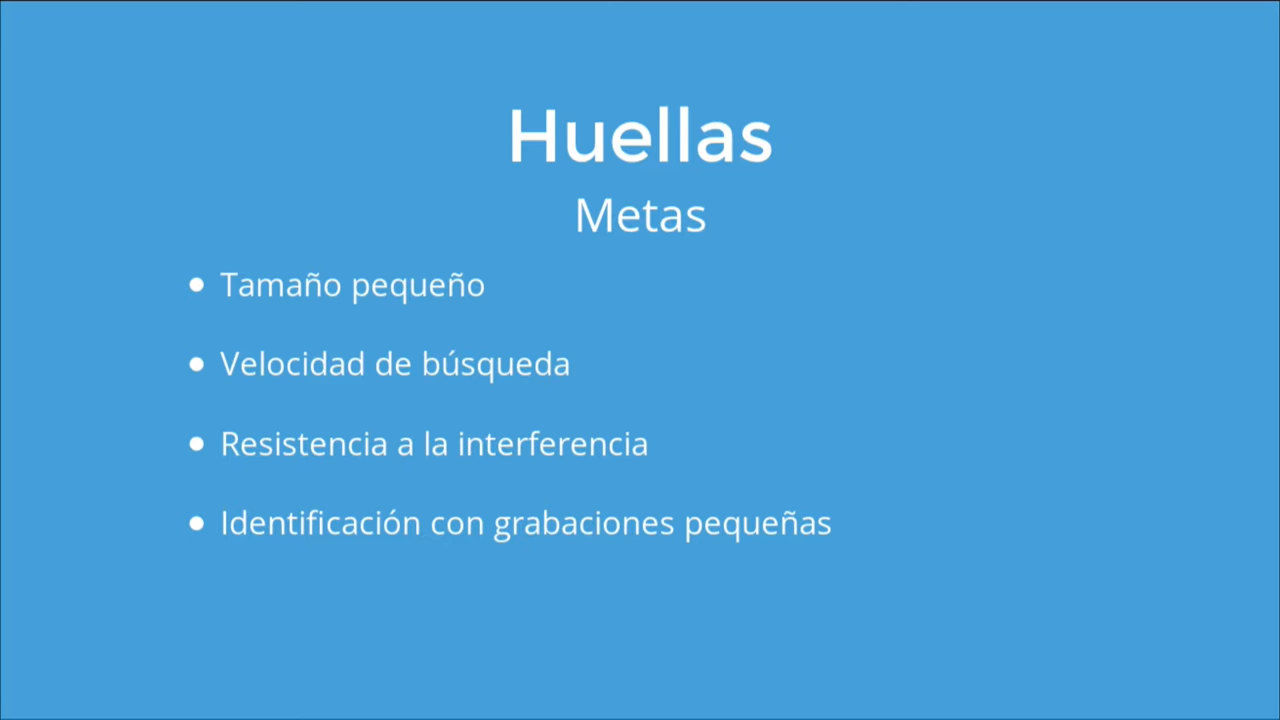 Huellas
Metas
• Tamaño pequeño
• Velocidad de búsqueda
• Resistencia a la interferencia
• Identificación con grabaciones pequeñas